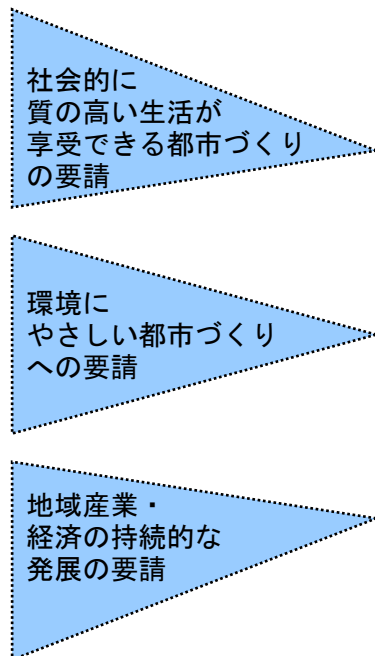 社会的に
質の高い生活が
享受できる都市づくり
の要請
環境に
やさしい都市づくり
への要請
地域産業・
経済の持続的な
発展の要請